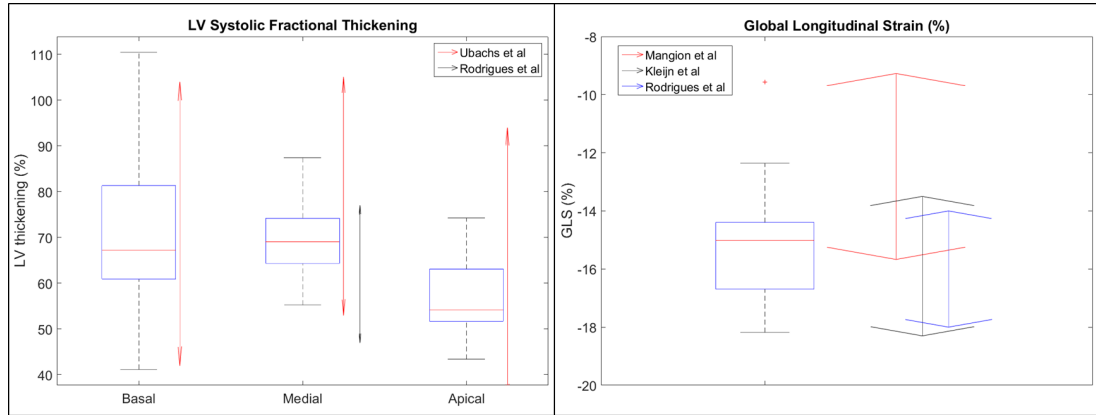 LV Systolic Fractional Thickening
110
100
90
80
70
60
50
40
LV thickening (%)
Basal
Medial
Apical
Ubachs et al
Rodrigues et al
Global Longitudinal Strain (%)
-8
-10
-12
-14
-16
-18
-20
GLS (%)
Mangion et al
Kleijn et al
Rodrigues et al